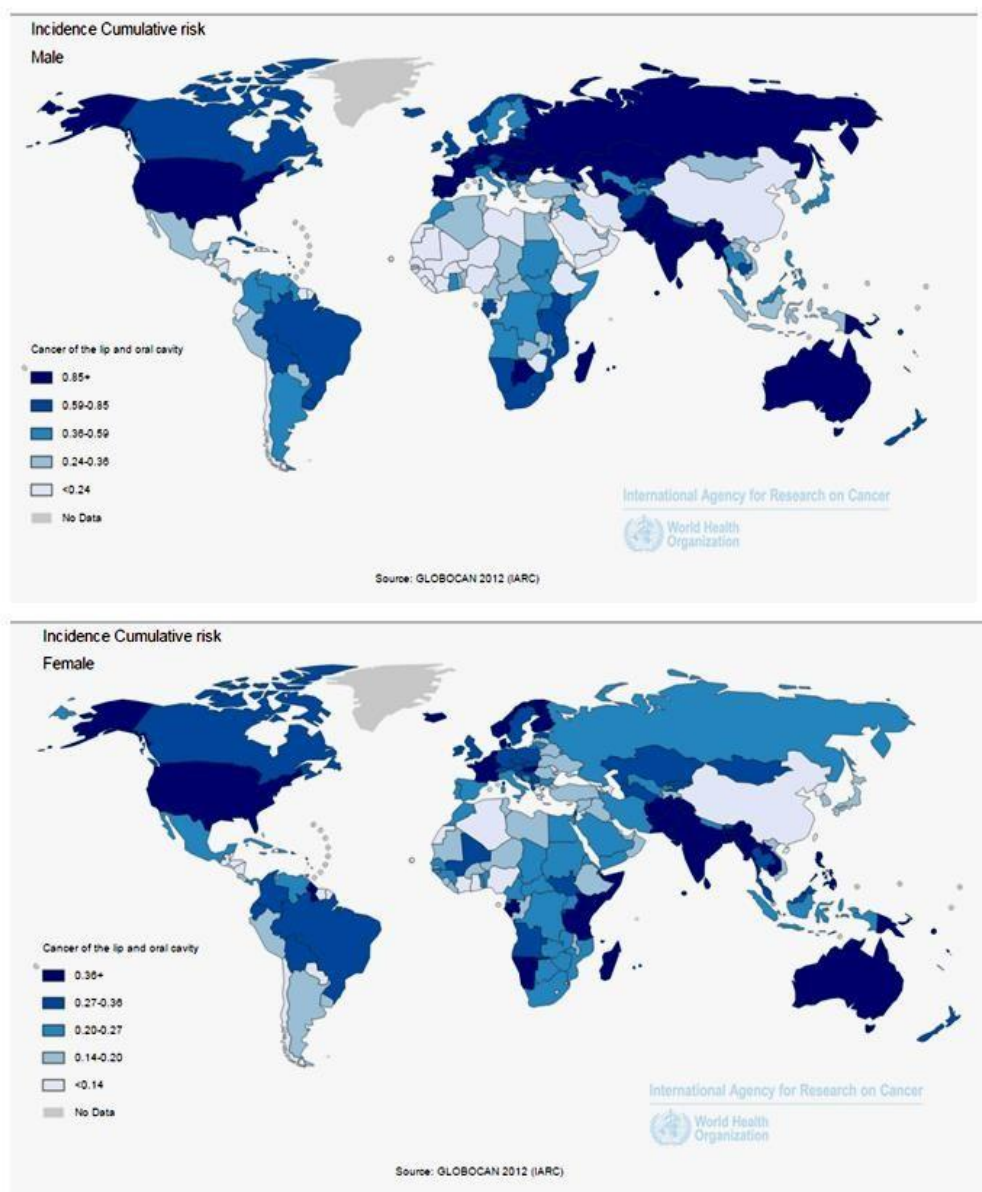 Incidence Cumulative risk
Male
Cancer of the lip and oral cavity
0.85+
0.59-0.85
0.36-0.59
0.24-0.36
<0.24
No Data
International Agency for Research on Cancer
World Health
Organization
Source: GLOBOCAN 2012 (IARC)
Incidence Cumulative risk
Female
Cancer of the lip and oral cavity
0.36+
0.27-0.36
0.20-0.27
0.14-0.20
<0.14
No Data
International Agency for Research on Cancer
World Health
Organization
Source: GLOBOCAN 2012 (IARC)